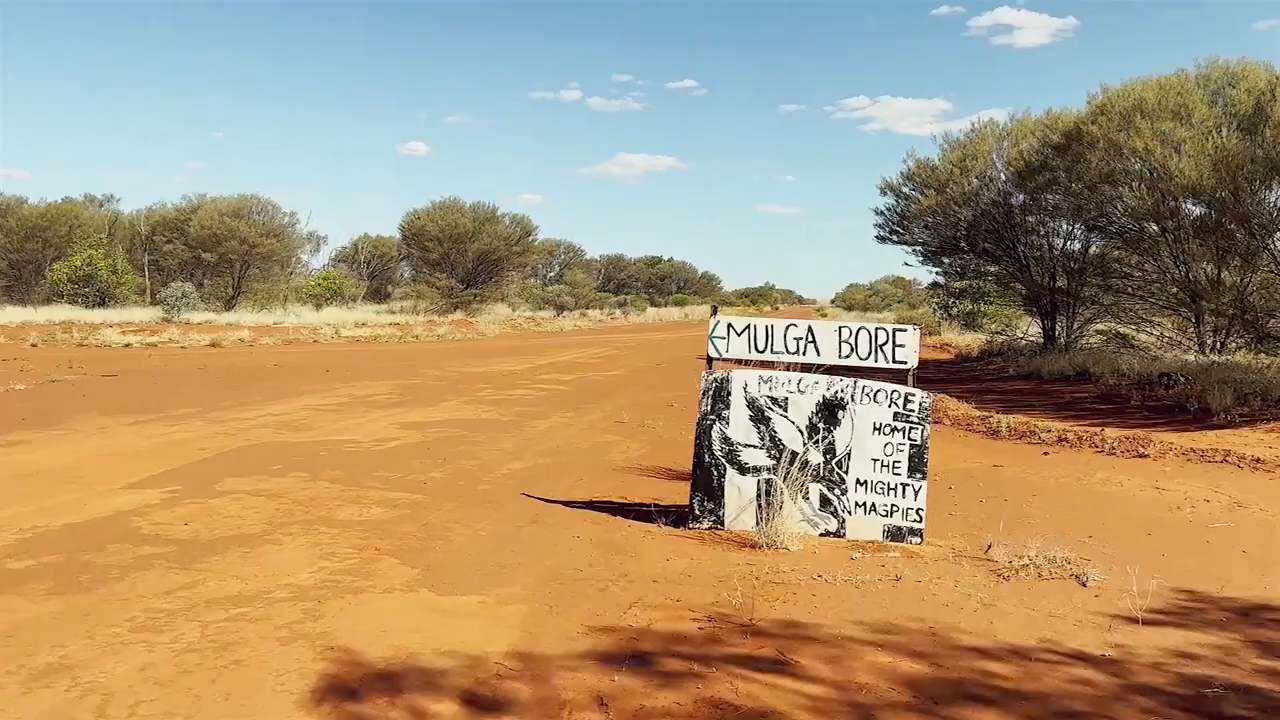 MULGA BORE
MULGA BORE
HOME
OF
THE
MIGHTY
MAGPIES